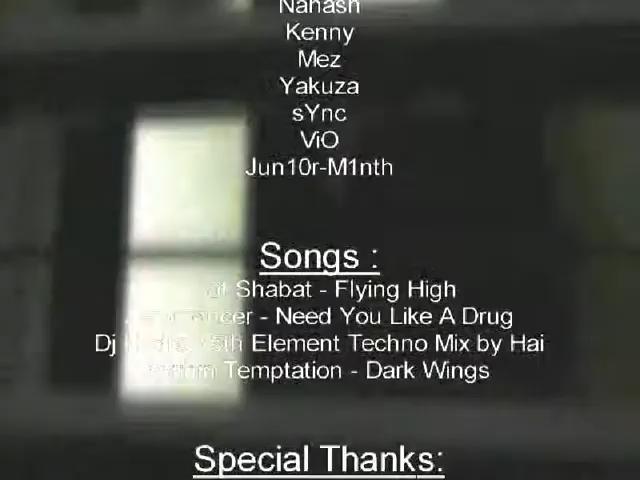 Nahash
Kenny
Mez
Yakuza
sYnc
ViO
Jun10r-M1nth
Songs :
Shabat - Flying High
- Need You Like A Drug
Dj 5th Element Techno Mix by Hai
Temptation - Dark Wings
Special Thanks: